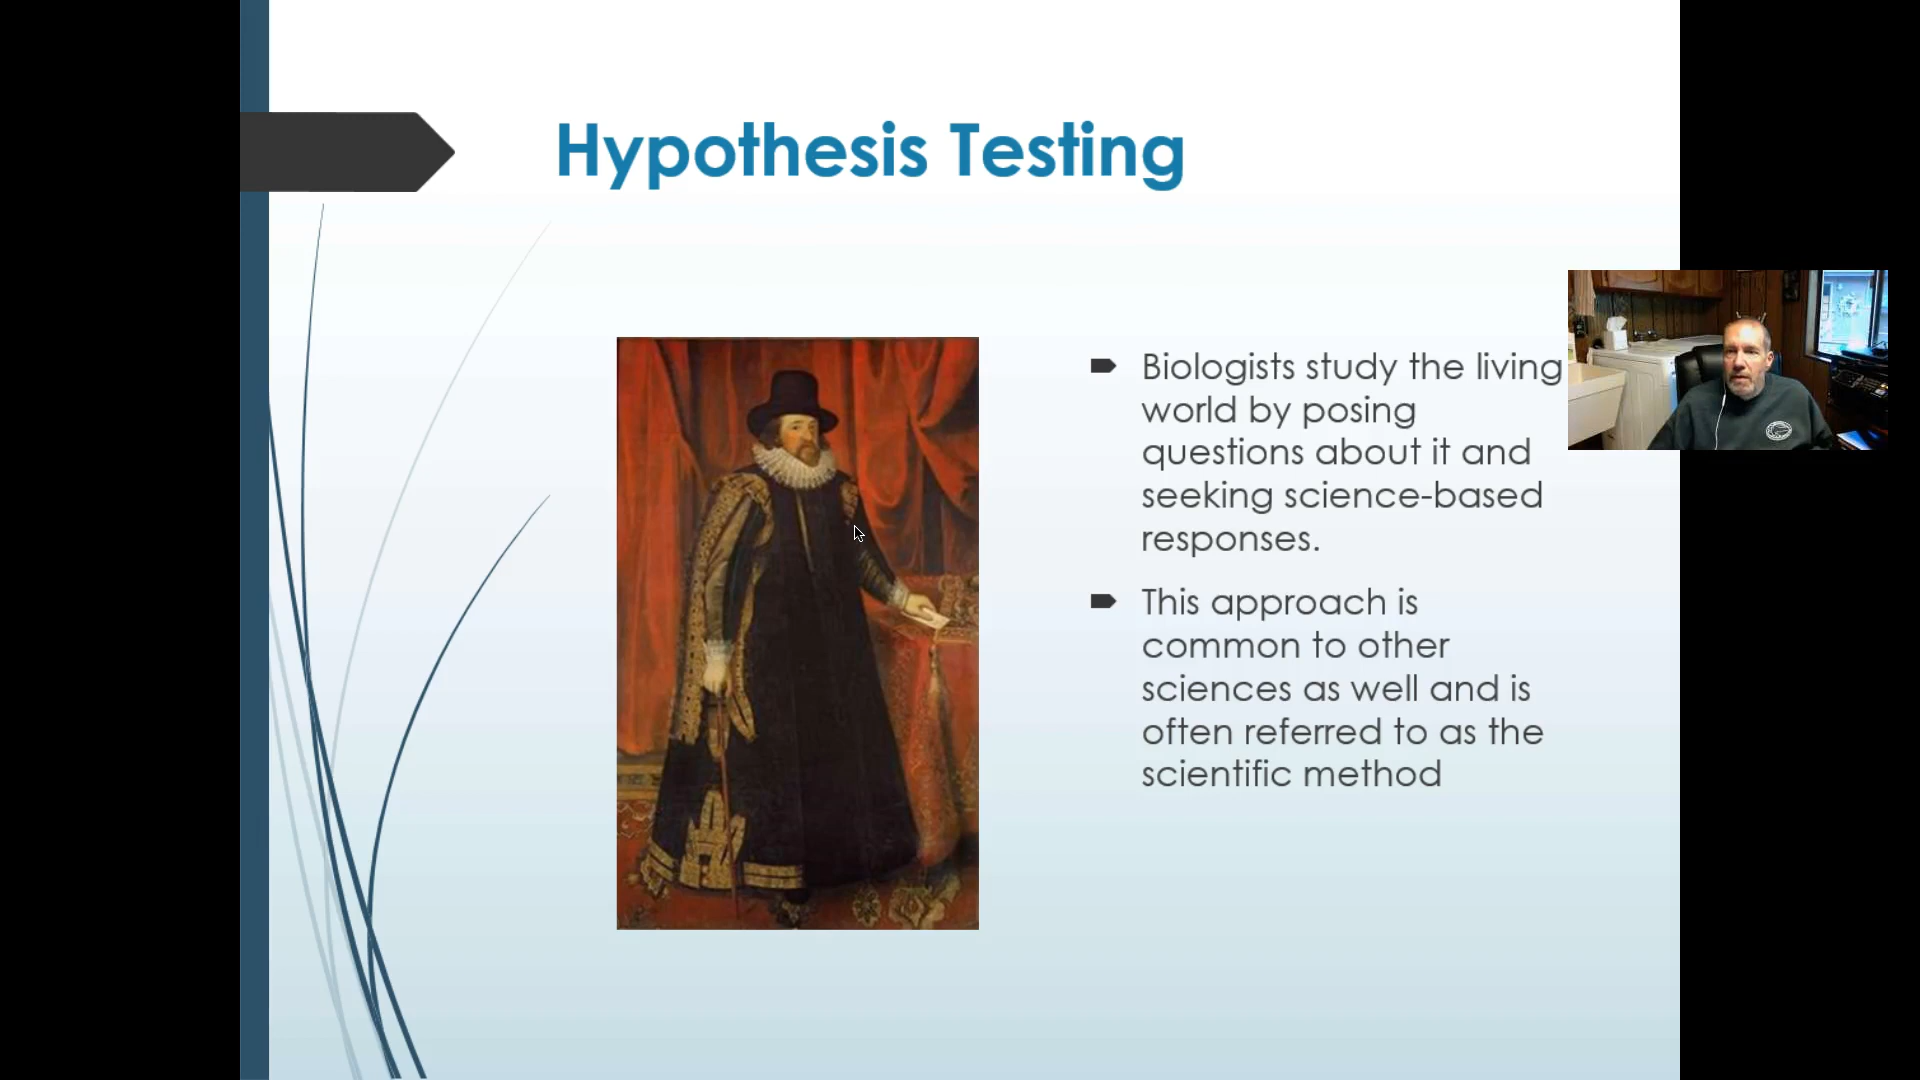 Hypothesis Testing
Biologists study the living
world by posing
questions about it and
seeking science-based
responses.
This approach is
common to other
sciences as well and is
often referred to as the
scientific method